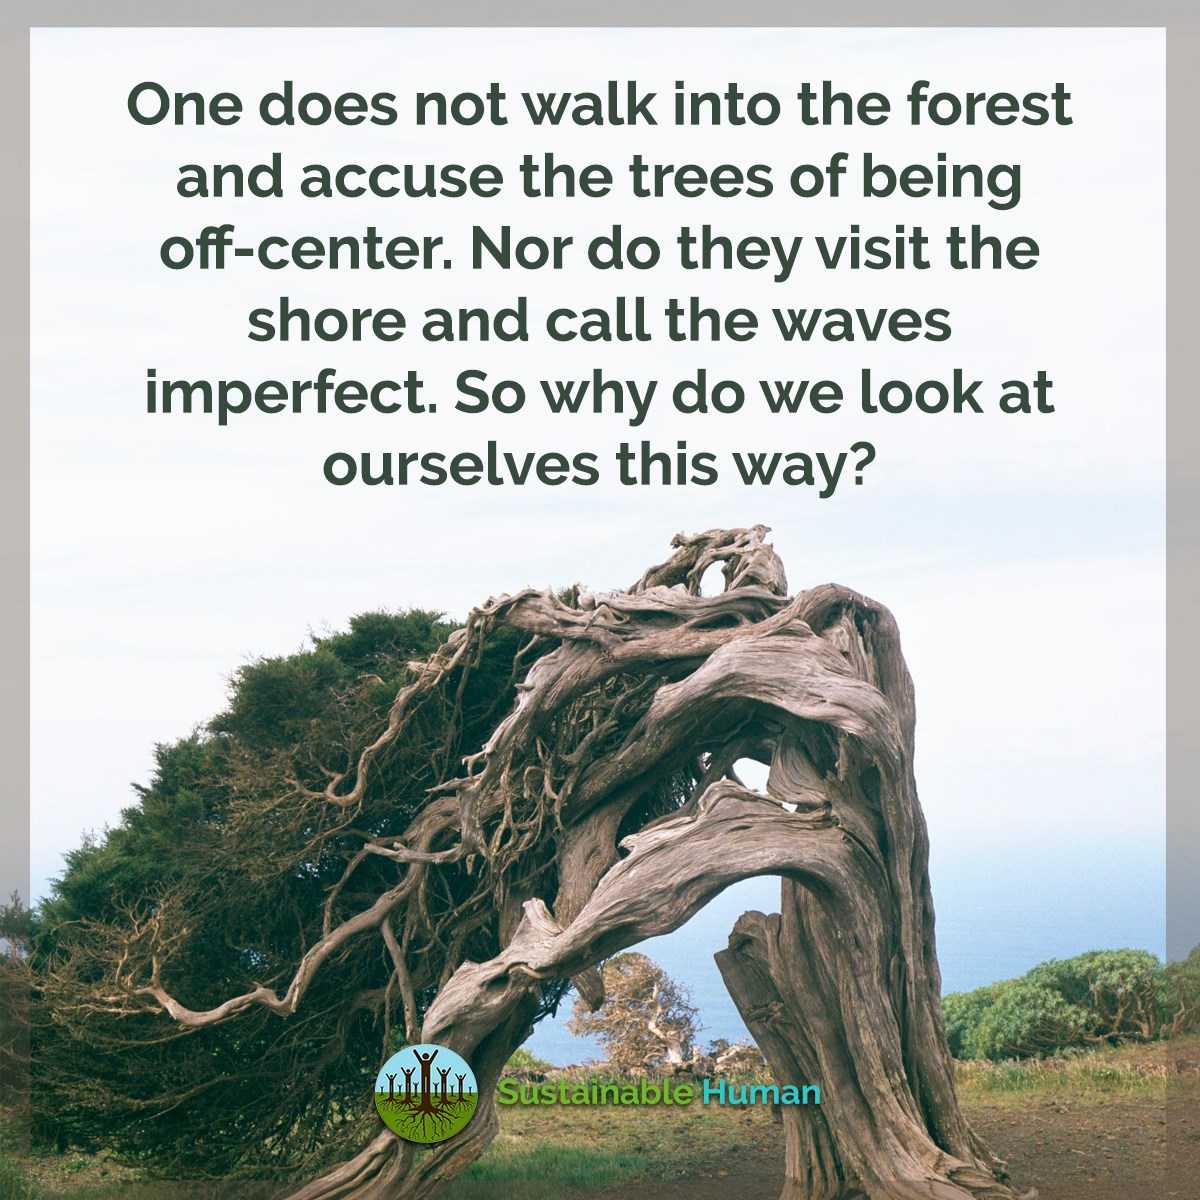 One does not walk into the forest
and accuse the trees of being
off-center. Nor do they visit the
shore and call the waves
imperfect. So why do we look at
ourselves this way?
Sustainable Human